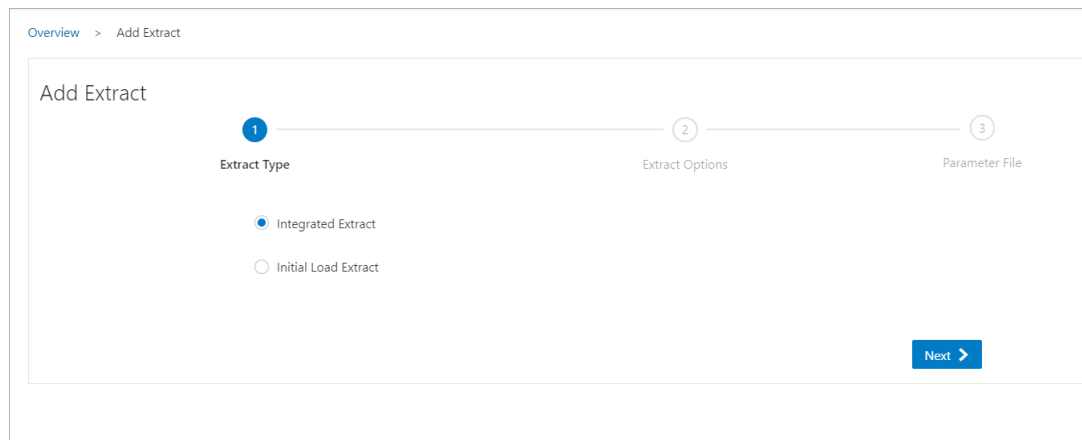 Overview > Add Extract
Add Extract
1 2 3
Extract Type Extract Options Parameter File
Integrated Extract
Initial Load Extract
Next